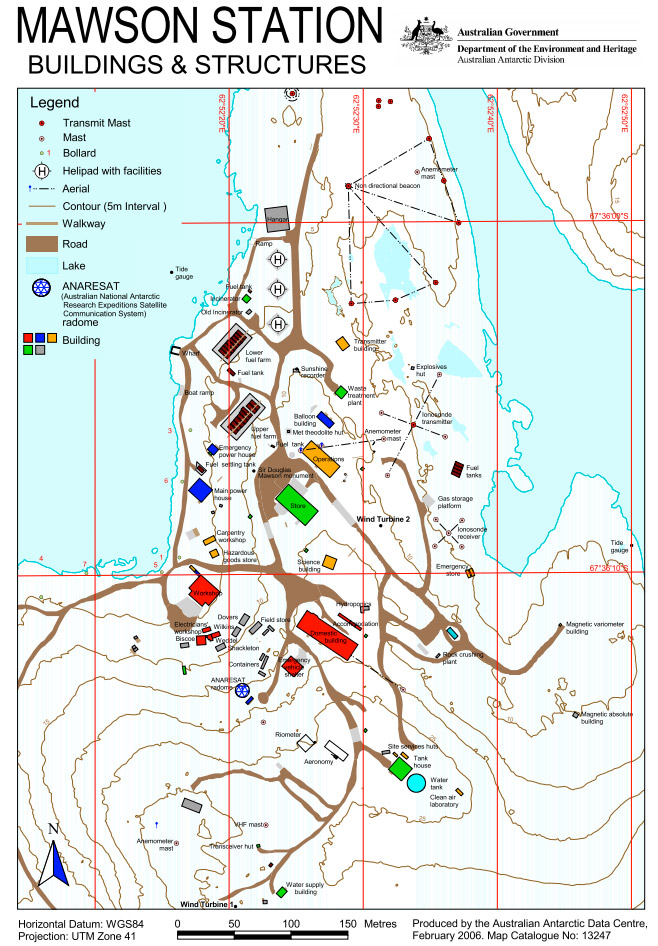 MAWSON STATION
BUILDINGS & STRUCTURES
Australian Government
Department of the Environment and Heritage
Australian Antarctic Division
Legend
Transmit Mast
Mast
1 Bollard
H Helipad with facilities
Aerial
Contour (5m Interval )
Walkway
Road
Lake
ANARESAT
(Australian National Antarctic
Research Expeditions Satellite
Communication System)
radome
Building
62°52'20"E
62°52'30"E
62°52'40"E
62°52'50"E
67°36'00"S
67°36'10"S
Anemometer
mast
Non directional beacon
Hangar
Ramp
H
H
H
Tide
gauge
Fuel tank
Incinerator
Old Incinerator
Wharf
Lower
fuel farm
Fuel tank
Transmitter
building
Sunshine
recorder
Explosives
hut
Boat ramp
Waste
treatment
plant
Balloon
building
Ionosonde
transmitter
Upper
fuel farm
Met theodolite hut
Anemometer
mast
Fuel tank
Emergency
power house
Operations
Fuel settling tank
Sir Douglas
Mawson monument
Fuel
tanks
Main power
house
Store
Gas storage
platform
Wind Turbine 2
Ionosonde
receiver
Carpentry
workshop
Hazardous
goods store
Science
building
Emergency
store
Tide
gauge
3
6
4
7
5
1
Workshop
Hydroponics
Accommodation
Domestic
building
Dovers
Field store
Electricians'
workshop
Wilkins
Biscoe
Weddell
Shackleton
Containers
Emergency
vehicle
shelter
ANARESAT
radome
Rock crushing
plant
Magnetic variometer
building
Magnetic absolute
building
Riometer
Aeronomy
Site services huts
Tank
house
Water
tank
Clean air
laboratory
VHF mast
Anemometer
mast
Transceiver hut
Water supply
building
Wind Turbine 1
N
Horizontal Datum: WGS84
Projection: UTM Zone 41
0 50 100 150 Metres
Produced by the Australian Antarctic Data Centre,
February 2006. Map Catalogue No: 13247